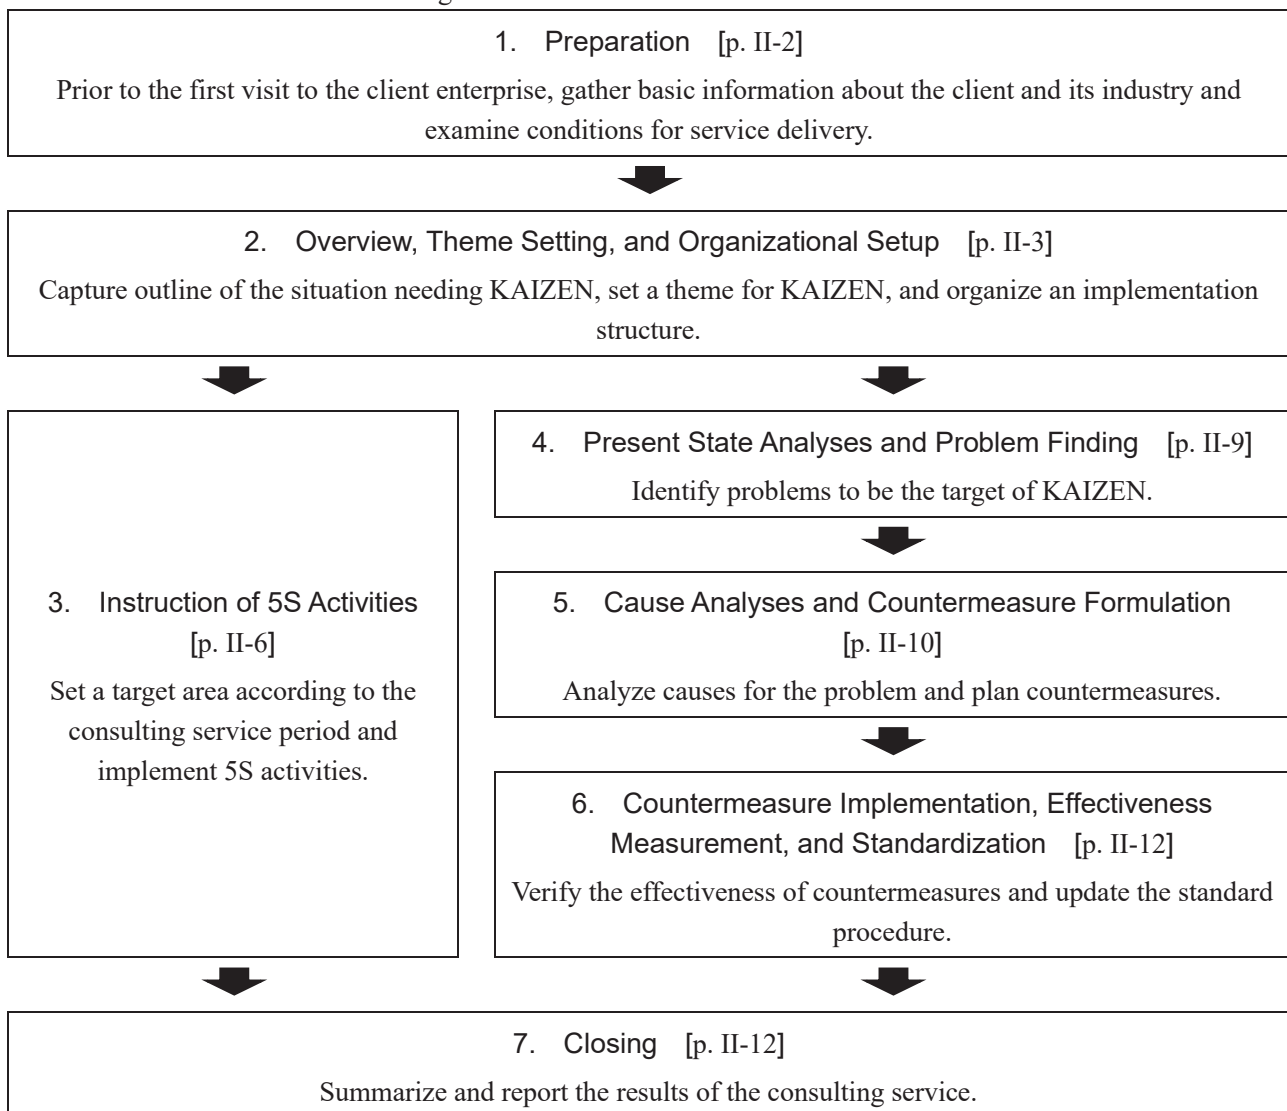 1. Preparation [p. II-2]
Prior to the first visit to the client enterprise, gather basic information about the client and its industry and
examine conditions for service delivery.
2. Overview, Theme Setting, and Organizational Setup [p. II-3]
Capture outline of the situation needing KAIZEN, set a theme for KAIZEN, and organize an implementation
structure.
3. Instruction of 5S Activities
[p. II-6]
Set a target area according to the
consulting service period and
implement 5S activities.
4. Present State Analyses and Problem Finding [p. II-9]
Identify problems to be the target of KAIZEN.
5. Cause Analyses and Countermeasure Formulation
[p. II-10]
Analyze causes for the problem and plan countermeasures.
6. Countermeasure Implementation, Effectiveness
Measurement, and Standardization [p. II-12]
Verify the effectiveness of countermeasures and update the standard
procedure.
7. Closing [p. II-12]
Summarize and report the results of the consulting service.